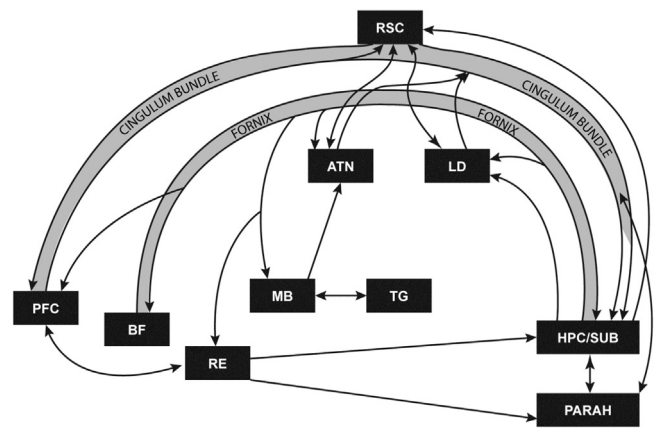 RSC
CINGULUM BUNDLE
CINGULUM BUNDLE
FORNIX
FORNIX
ATN
LD
MB
TG
PFC
BF
HPC/SUB
RE
PARAH